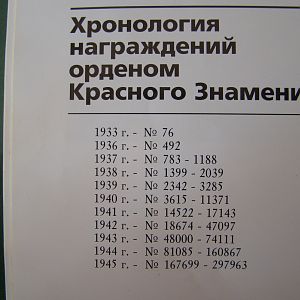 Хронология
награждений
орденом
Красного Знамени
1933 г. - № 76
1936 г. - № 492
1937 г. - № 783 - 1188
1938 г. - № 1399 - 2039
1939 г. - № 2342 - 3285
1940 г. - № 3615 - 11371
1941 г. - № 14522 - 17143
1942 г. - № 18674 - 47097
1943 г. - № 48000 - 74111
1944 г. - № 81085 - 160867
1945 г. - № 167699 - 297963